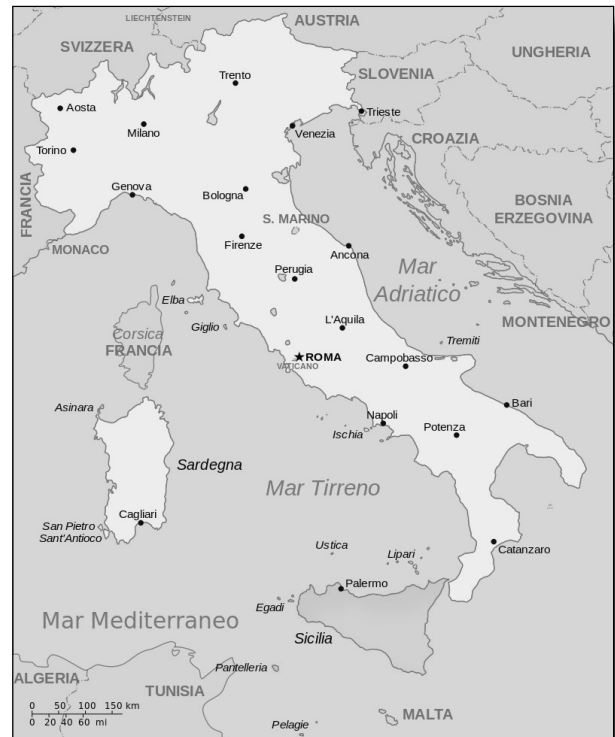 LIECHTENSTEIN
AUSTRIA
SVIZZERA
UNGHERIA
SLOVENIA
Trento
Aosta
Milano
Venezia
Trieste
CROAZIA
Torino
Genova
Bologna
FRANCIA
BOSNIA
ERZEGOVINA
S. MARINO
Firenze
Ancona
MONACO
Perugia
Mar
Adriatico
Elba
Giglio
L'Aquila
MONTENEGRO
Corsica
FRANCIA
Tremiti
ROMA
VATICANO
Campobasso
Asinara
Bari
Napoli
Ischia
Potenza
Sardegna
Mar Tirreno
Cagliari
San Pietro
Sant'Antioco
Ustica
Lipari
Catanzaro
Palermo
Egadi
Mar Mediterraneo
Sicilia
Pantelleria
ALGERIA
TUNISIA
0 50 100 150 km
0 20 40 60 mi
Pelagie
MALTA